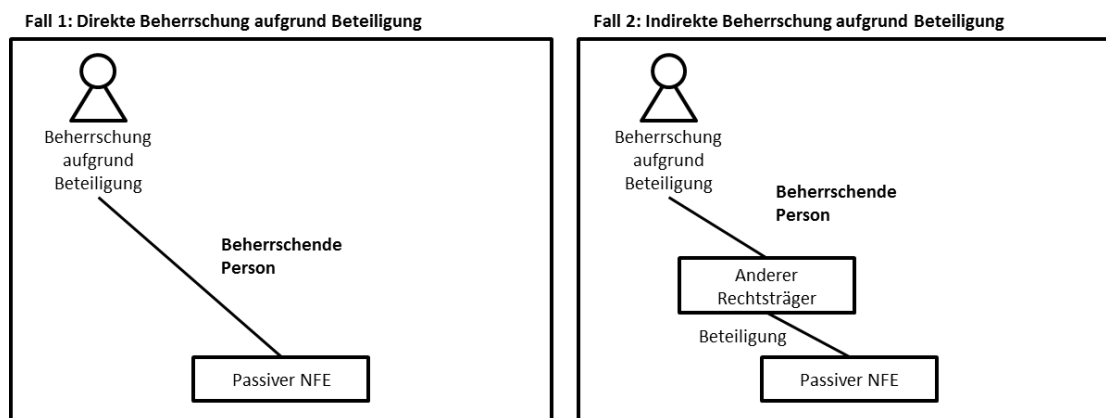 Fall 1: Direkte Beherrschung aufgrund Beteiligung
Beherrschung
aufgrund
Beteiligung
Beherrschende
Person
Passiver NFE
Fall 2: Indirekte Beherrschung aufgrund Beteiligung
Beherrschung
aufgrund
Beteiligung
Beherrschende
Person
Anderer
Rechtsträger
Beteiligung
Passiver NFE